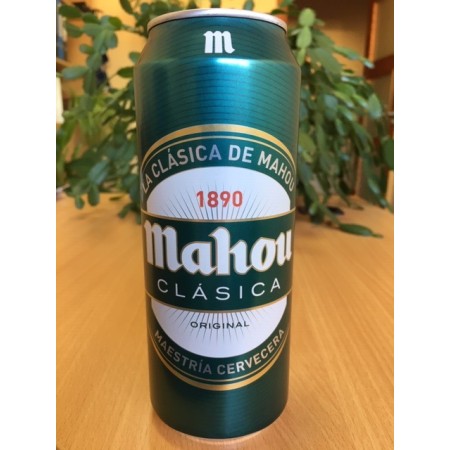 m
LA CLÁSICA DE MAHOU
1890
Mahou
CLÁSICA
ORIGINAL
MAESTRÍA CERVECERA